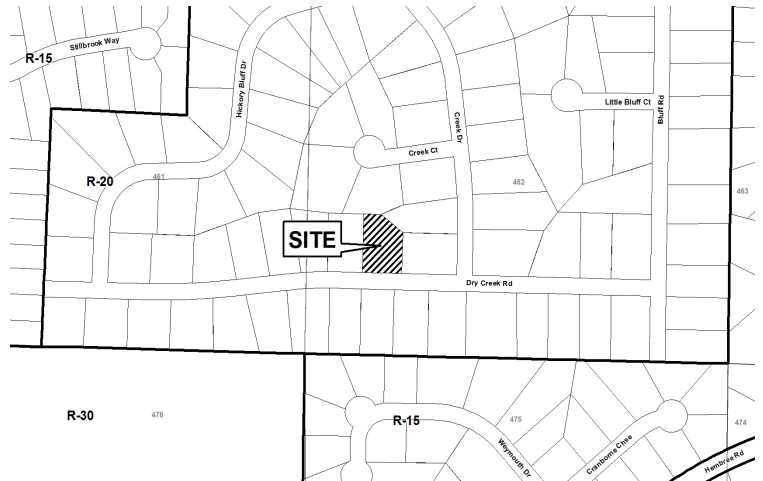 Stillbrook Way
R-15
Hickory Bluff Dr
Creek Dr
Little Bluff Ct
Bluff Rd
Creek Ct
R-20
461
462
463
SITE
Dry Creek Rd
R-30
476
R-15
475
474
Weymouth Dr
Cranborne Chse
Hembree Rd